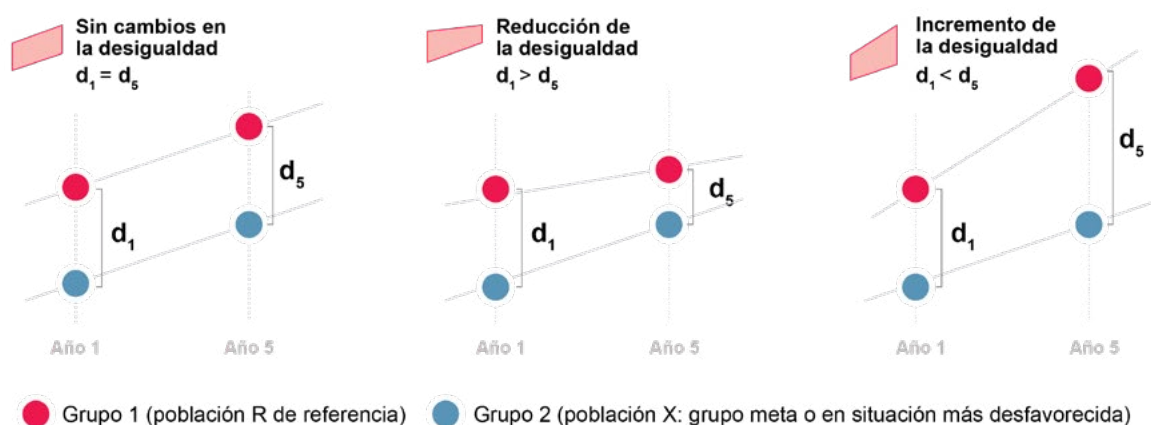 Sin cambios en
la desigualdad
d₁ = d₅
d₁
d₅
Año 1
Año 5
Reducción de
la desigualdad
d₁ > d₅
d₁
d₅
Año 1
Año 5
Incremento de
la desigualdad
d₁ < d₅
d₁
d₅
Año 1
Año 5
Grupo 1 (población R de referencia)
Grupo 2 (población X: grupo meta o en situación más desfavorecida)